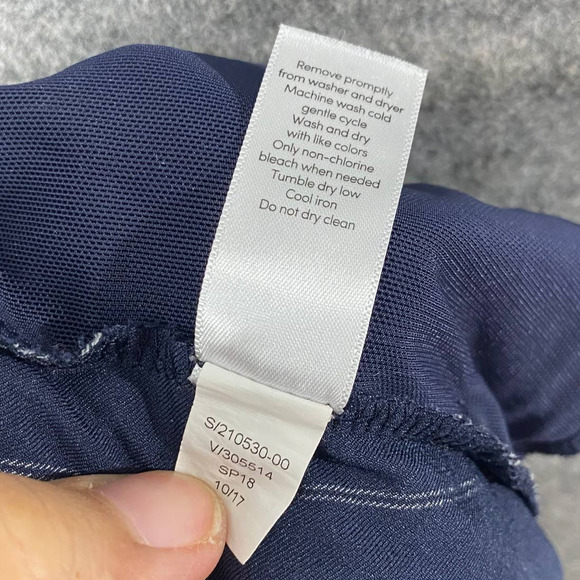 Remove promptly
from washer and dryer
Machine wash cold
gentle cycle
Wash and dry
with like colors
Only non-chlorine
bleach when needed
Tumble dry low
Cool iron
Do not dry clean
S/210530-00
V/305514
SP18
10/17